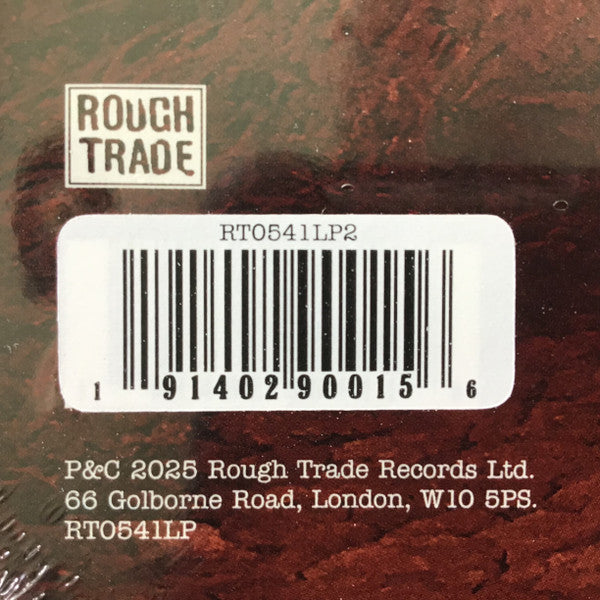 ROUGH
TRADE
RT0541LP2
1 91402 90015 6
P&C 2025 Rough Trade Records Ltd.
66 Golborne Road, London, W10 5PS.
RT0541LP